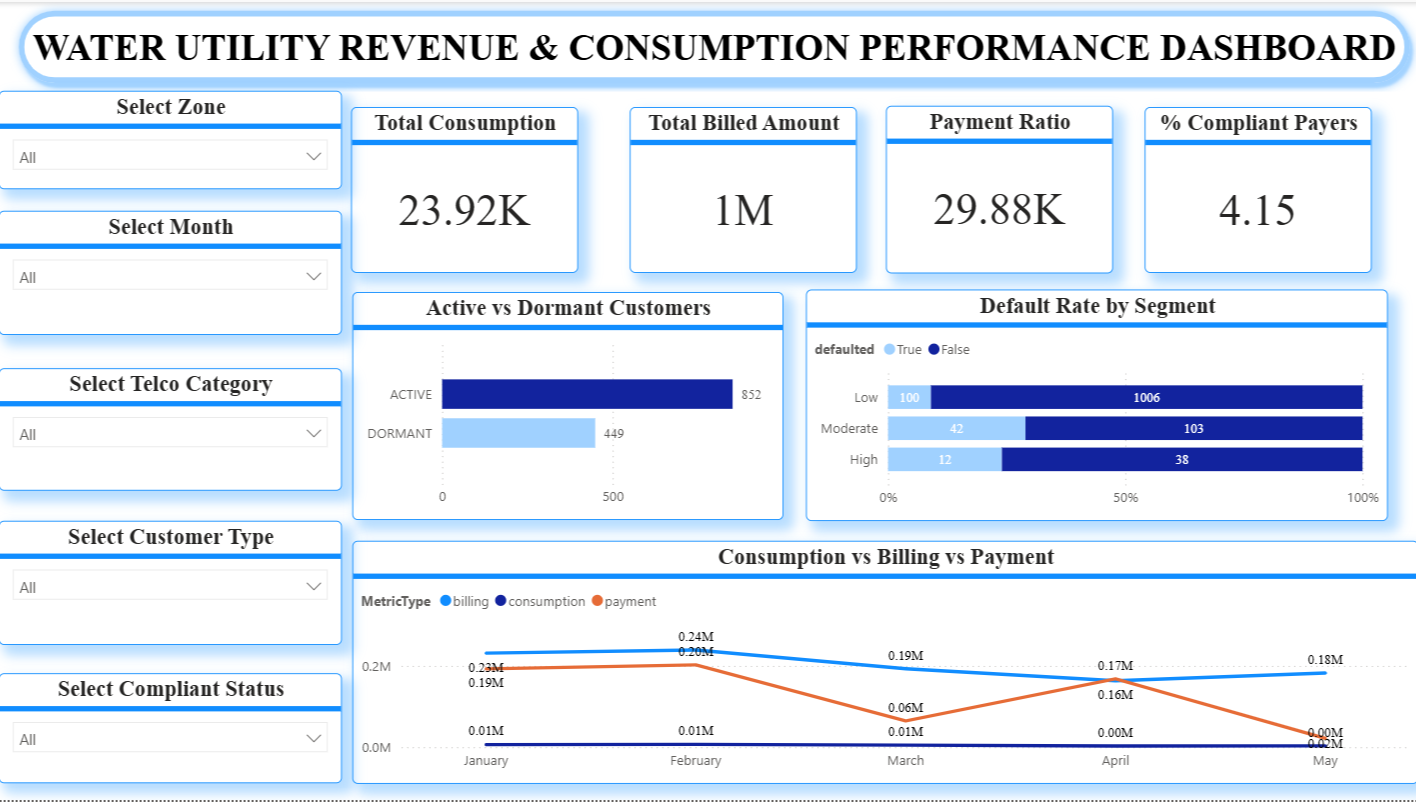 WATER UTILITY REVENUE & CONSUMPTION PERFORMANCE DASHBOARD
Select Zone
All
Select Month
All
Select Telco Category
All
Select Customer Type
All
Select Compliant Status
All
Total Consumption
23.92K
Total Billed Amount
1M
Payment Ratio
29.88K
% Compliant Payers
4.15
Active vs Dormant Customers
ACTIVE 852
DORMANT 449
0 500
Default Rate by Segment
defaulted True False
Low 100 1006
Moderate 42 103
High 12 38
0% 50% 100%
Consumption vs Billing vs Payment
MetricType billing consumption payment
0.2M
0.0M
0.23M 0.24M 0.19M 0.16M 0.18M
0.19M 0.20M 0.06M 0.17M 0.02M
0.01M 0.01M 0.01M 0.00M 0.00M
January February March April May